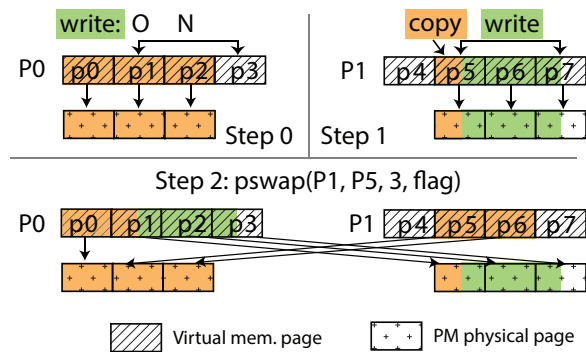 write: O N
P0 p0 p1 p2 p3
Step 0
copy write
P1 p4 p5 p6 p7
Step 1
Step 2: pswap(P1, P5, 3, flag)
P0 p0 p1 p2 p3
P1 p4 p5 p6 p7
Virtual mem. page
PM physical page